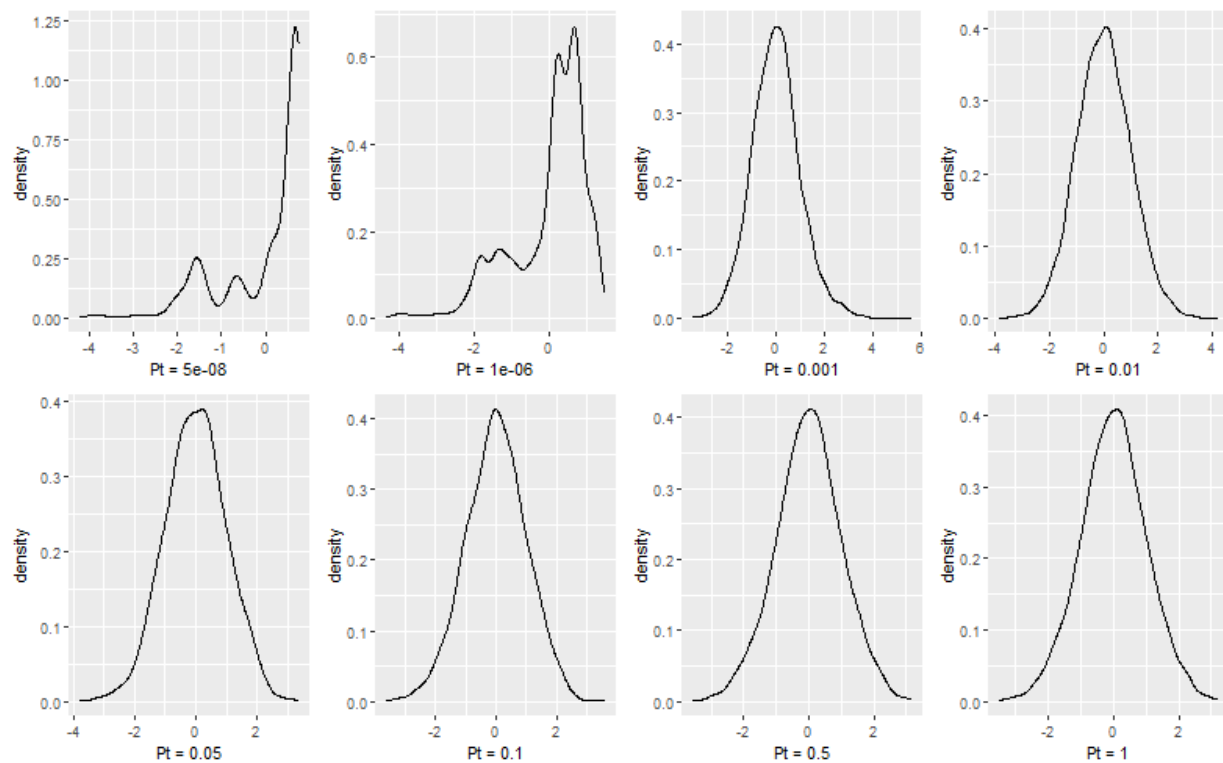 1.25
1.00
0.75
0.50
0.25
0.00
density
-4 -3 -2 -1 0
Pt = 5e-08
0.6
0.4
0.2
0.0
density
-4 -2 0
Pt = 1e-06
0.4
0.3
0.2
0.1
0.0
density
-2 0 2 4 6
Pt = 0.001
0.4
0.3
0.2
0.1
0.0
density
-4 -2 0 2 4
Pt = 0.01
0.4
0.3
0.2
0.1
0.0
density
-4 -2 0 2
Pt = 0.05
0.4
0.3
0.2
0.1
0.0
density
-2 0 2
Pt = 0.1
0.4
0.3
0.2
0.1
0.0
density
-2 0 2
Pt = 0.5
0.4
0.3
0.2
0.1
0.0
density
-2 0 2
Pt = 1